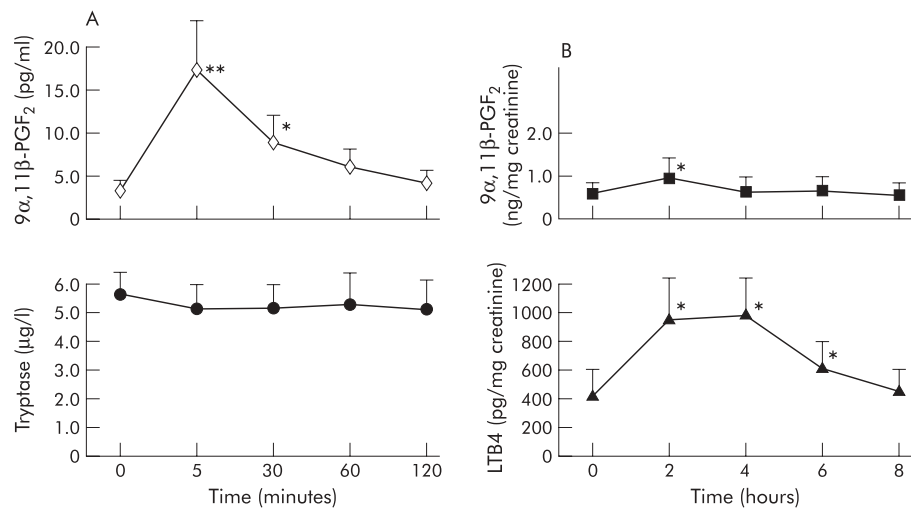 A
9α,11β-PGF2 (pg/ml)
20.0
15.0
10.0
5.0
0
**
*
Tryptase (μg/l)
6.0
5.0
4.0
3.0
2.0
1.0
0
0 5 30 60 120
Time (minutes)
B
9α,11β-PGF2
(ng/mg creatinine)
2.0
1.0
0
*
LTB4 (pg/mg creatinine)
1200
1000
800
600
400
200
0
* * *
0 2 4 6 8
Time (hours)